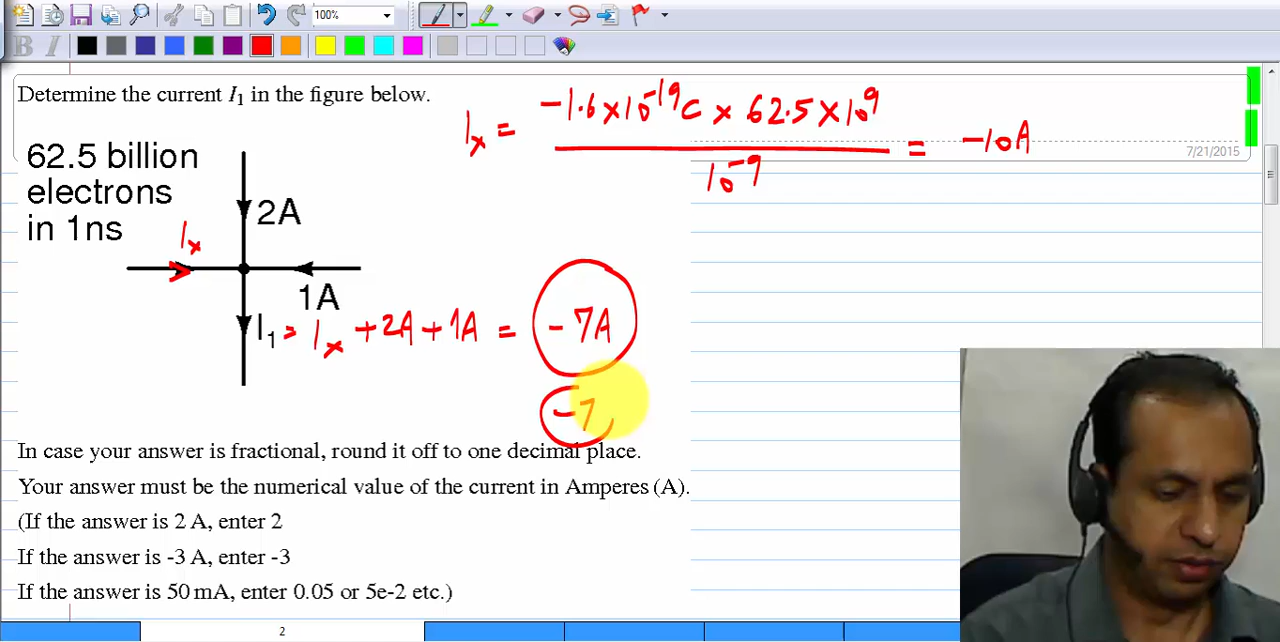 100%
B I
Determine the current I₁ in the figure below.
Iₓ = -1.6×10⁻¹⁹C × 62.5×10⁹ / 10⁻⁹ = -10A
7/21/2015
62.5 billion
electrons
in 1ns
Iₓ
2A
1A
I₁ = Iₓ + 2A + 1A = -7A
-7
In case your answer is fractional, round it off to one decimal place.
Your answer must be the numerical value of the current in Amperes (A).
(If the answer is 2 A, enter 2
If the answer is -3 A, enter -3
If the answer is 50 mA, enter 0.05 or 5e-2 etc.)
2